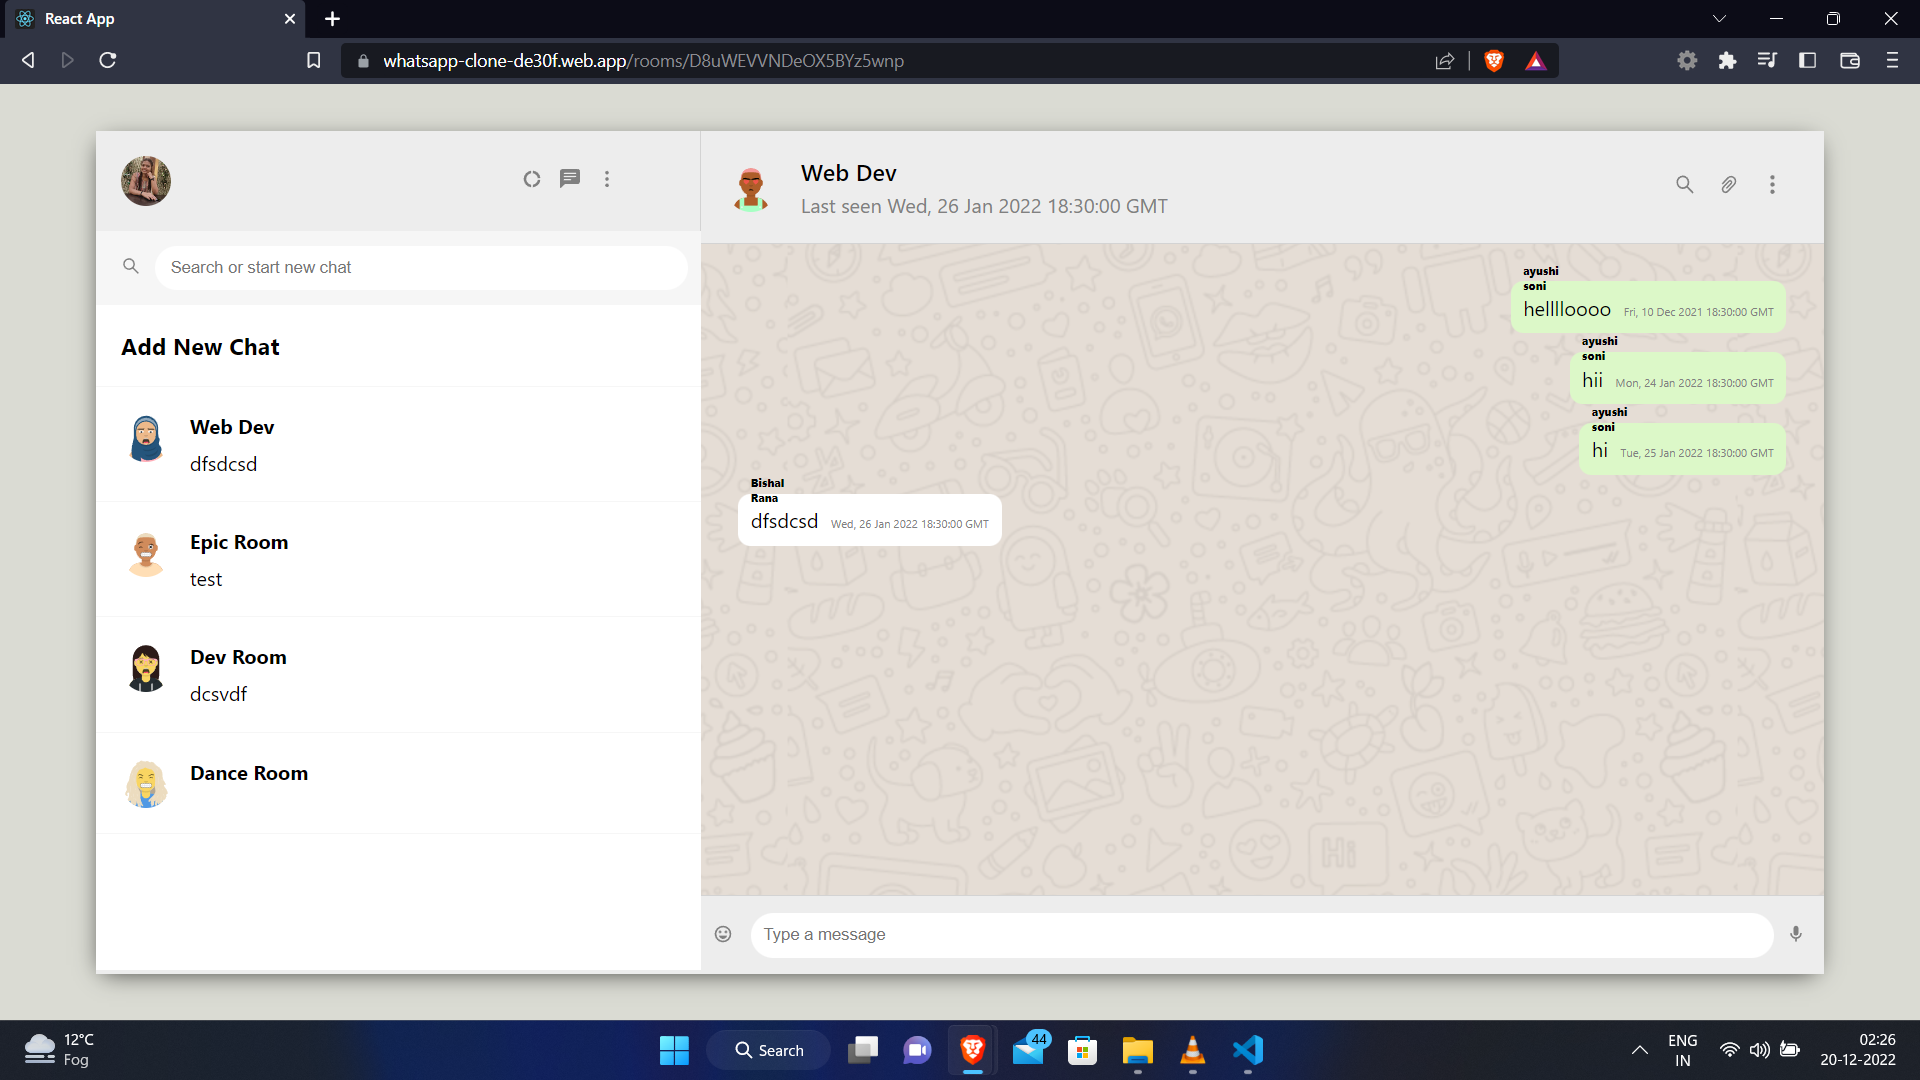 React App
whatsapp-clone-de30f.web.app/rooms/D8uWEVVNDeOX5BYz5wnp
Search or start new chat
Add New Chat
Web Dev
dfsdcsd
Epic Room
test
Dev Room
dcsvdf
Dance Room
Web Dev
Last seen Wed, 26 Jan 2022 18:30:00 GMT
ayushi
soni
hellloooo Fri, 10 Dec 2021 18:30:00 GMT
ayushi
soni
hii Mon, 24 Jan 2022 18:30:00 GMT
ayushi
soni
hi Tue, 25 Jan 2022 18:30:00 GMT
Bishal
Rana
dfsdcsd Wed, 26 Jan 2022 18:30:00 GMT
Hi
Type a message
12°C
Fog
Search
44
ENG
IN
02:26
20-12-2022